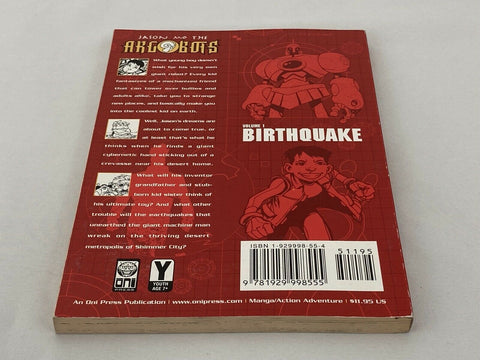 JASON AND THE
ARGOBOTS
What young boy doesn't
wish for his very own
giant robot? Every kid
fantasizes of a mechanized friend
that can tower over bullies and
adults alike, take you to strange
new places, and basically make you
into the coolest kid on earth.
Well, Jason's dreams are
about to come true, or
at least that's what he
thinks when he finds a giant
cybernetic hand sticking out of a
crevasse near his desert home.
What will his inventor
grandfather and stub-
born kid sister think of
his ultimate toy? And what other
trouble will the earthquakes that
unearthed the giant machine man
wreak on the thriving desert
metropolis of Shimmer City?
VOLUME 1
BIRTHQUAKE
ISBN 1-929998-55-4
51195
9 781929 998555
ONI
PRESS
Y
YOUTH
AGE 7+
An Oni Press Publication | www.onipress.com | Manga/Action Adventure | $11.95 US